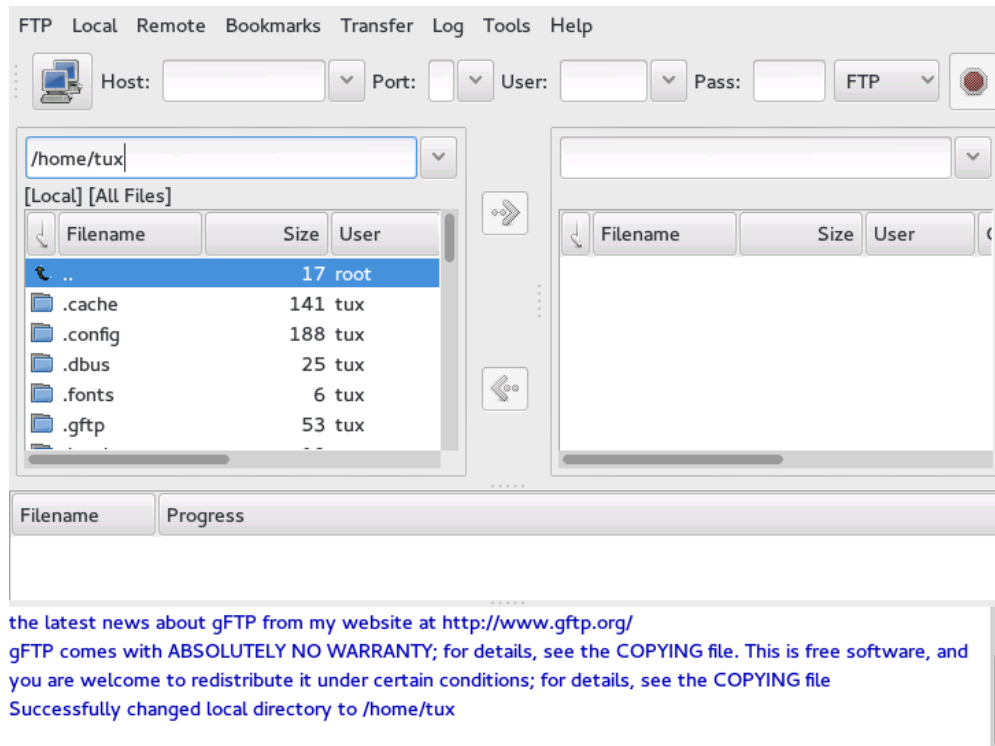 FTP Local Remote Bookmarks Transfer Log Tools Help
Host: Port: User: Pass: FTP
/home/tux
[Local] [All Files]
Filename Size User
Filename Size User
.. 17 root
.cache 141 tux
.config 188 tux
.dbus 25 tux
.fonts 6 tux
.gftp 53 tux
Filename Progress
the latest news about gFTP from my website at http://www.gftp.org/
gFTP comes with ABSOLUTELY NO WARRANTY; for details, see the COPYING file. This is free software, and
you are welcome to redistribute it under certain conditions; for details, see the COPYING file
Successfully changed local directory to /home/tux